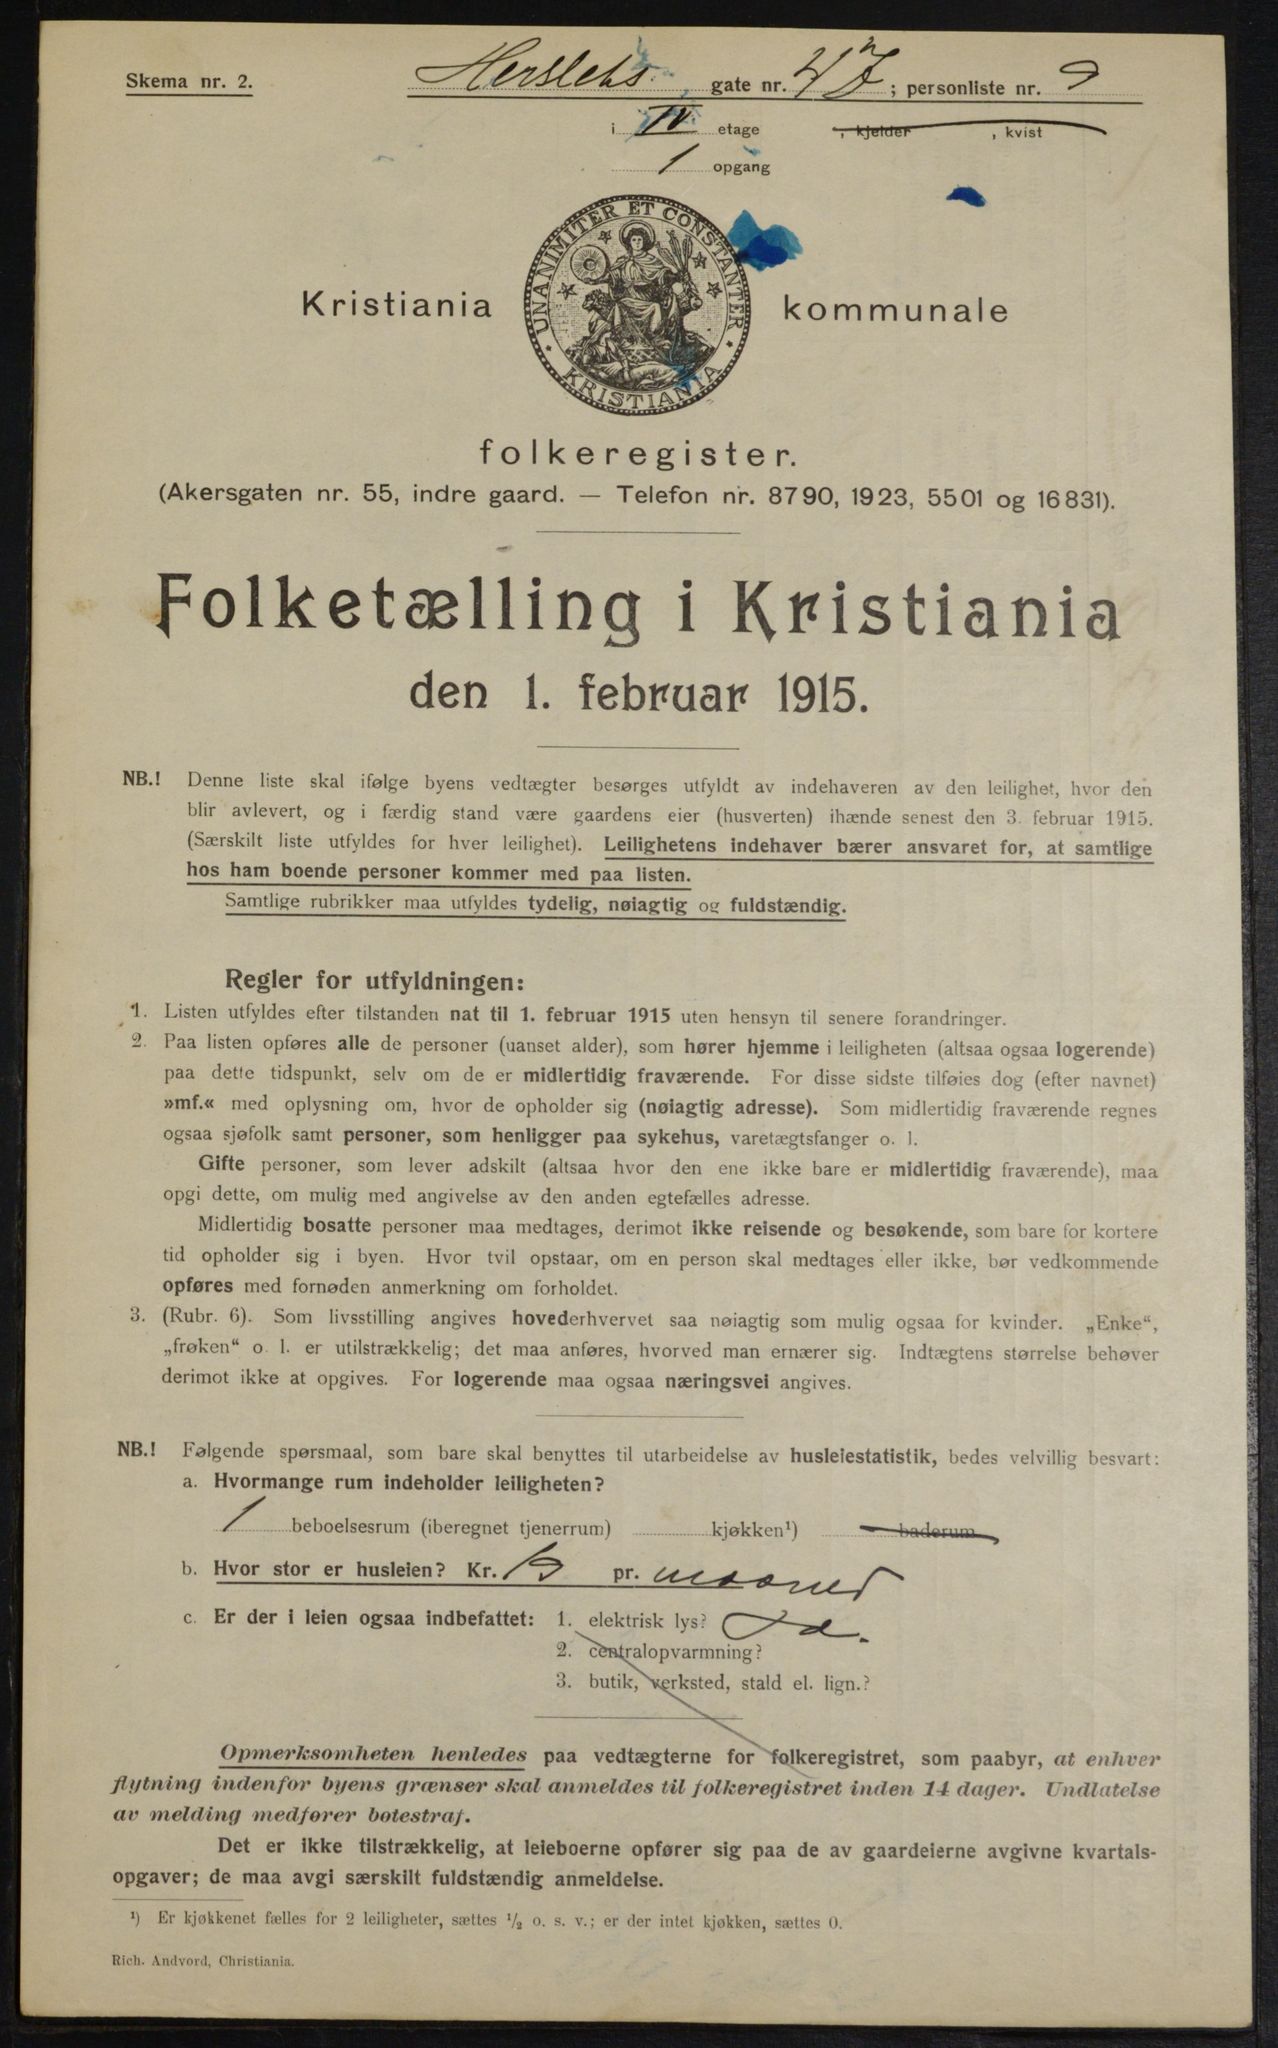 Skema nr. 2.
Herslebs gate nr. ; personliste nr. 9
i IV etage , kjelder , kvist
1 opgang
UNANIMITER ET CONSTANTER
KRISTIANIA
Kristiania kommunale
folkeregister.
(Akersgaten nr. 55, indre gaard. — Telefon nr. 8790, 1923, 5501 og 16831).
Folketælling i Kristiania
den 1. februar 1915.
NB.! Denne liste skal ifølge byens vedtægter besørges utfyldt av indehaveren av den leilighet, hvor den
blir avlevert, og i færdig stand være gaardens eier (husverten) ihænde senest den 3. februar 1915.
(Særskilt liste utfyldes for hver leilighet). Leilighetens indehaver bærer ansvaret for, at samtlige
hos ham boende personer kommer med paa listen.
Samtlige rubrikker maa utfyldes tydelig, nøiagtig og fuldstændig.
Regler for utfyldningen:
1. Listen utfyldes efter tilstanden nat til 1. februar 1915 uten hensyn til senere forandringer.
2. Paa listen opføres alle de personer (uanset alder), som hører hjemme i leiligheten (altsaa ogsaa logerende)
paa dette tidspunkt, selv om de er midlertidig fraværende. For disse sidste tilføies dog (efter navnet)
»mf.« med oplysning om, hvor de opholder sig (nøiagtig adresse). Som midlertidig fraværende regnes
ogsaa sjøfolk samt personer, som henligger paa sykehus, varetægtsfanger o. l.
Gifte personer, som lever adskilt (altsaa hvor den ene ikke bare er midlertidig fraværende), maa
opgi dette, om mulig med angivelse av den anden egtefælles adresse.
Midlertidig bosatte personer maa medtages, derimot ikke reisende og besøkende, som bare for kortere
tid opholder sig i byen. Hvor tvil opstaar, om en person skal medtages eller ikke, bør vedkommende
opføres med fornøden anmerkning om forholdet.
3. (Rubr. 6). Som livsstilling angives hovederhvervet saa nøiagtig som mulig ogsaa for kvinder. „Enke“,
„frøken“ o. l. er utilstrækkelig; det maa anføres, hvorved man ernærer sig. Indtægtens størrelse behøver
derimot ikke at opgives. For logerende maa ogsaa næringsvei angives.
NB.! Følgende spørsmaal, som bare skal benyttes til utarbeidelse av husleiestatistik, bedes velvillig besvart:
a. Hvormange rum indeholder leiligheten?
1 beboelsesrum (iberegnet tjenerrum) kjøkken¹) baderum
b. Hvor stor er husleien? Kr. pr. maaned
c. Er der i leien ogsaa indbefattet: 1. elektrisk lys? Ja.
2. centralopvarmning?
3. butik, verksted, stald el. lign.?
Opmerksomheten henledes paa vedtægterne for folkeregistret, som paabyr, at enhver
flytning indenfor byens grænser skal anmeldes til folkeregistret inden 14 dager. Undlatelse
av melding medfører bøtestraf.
Det er ikke tilstrækkelig, at leieboerne opfører sig paa de av gaardeierne avgivne kvartals-
opgaver; de maa avgi særskilt fuldstændig anmeldelse.
¹) Er kjøkkenet fælles for 2 leiligheter, sættes ½ o. s. v.; er der intet kjøkken, sættes 0.
Rich. Andvord, Christiania.